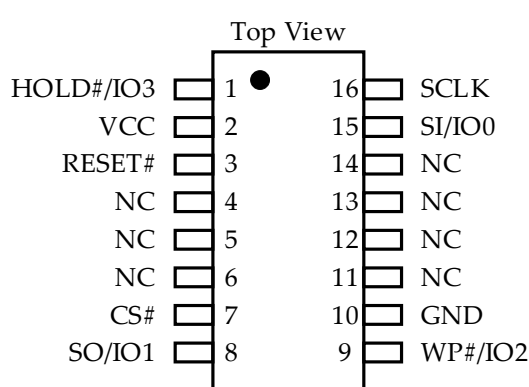 Top View
HOLD#/IO3 1 16 SCLK
VCC 2 15 SI/IO0
RESET# 3 14 NC
NC 4 13 NC
NC 5 12 NC
NC 6 11 NC
CS# 7 10 GND
SO/IO1 8 9 WP#/IO2